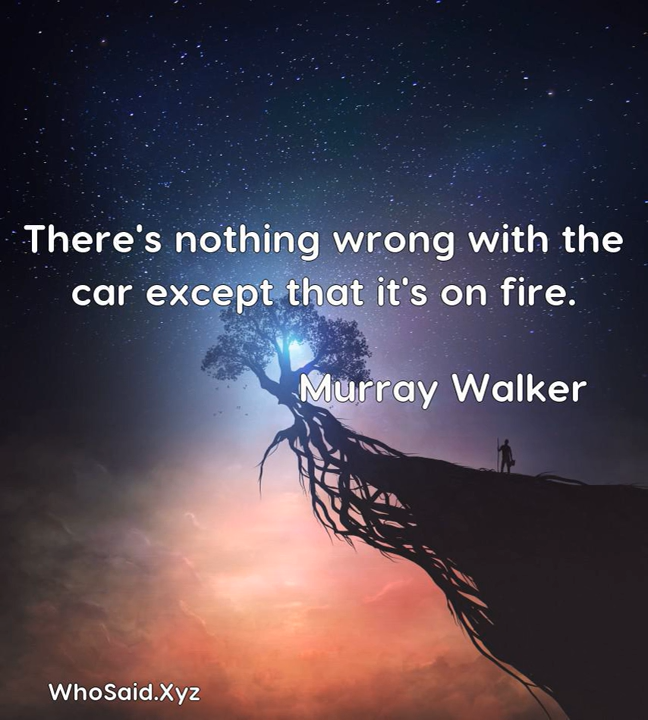 There's nothing wrong with the
car except that it's on fire.
Murray Walker
WhoSaid.Xyz